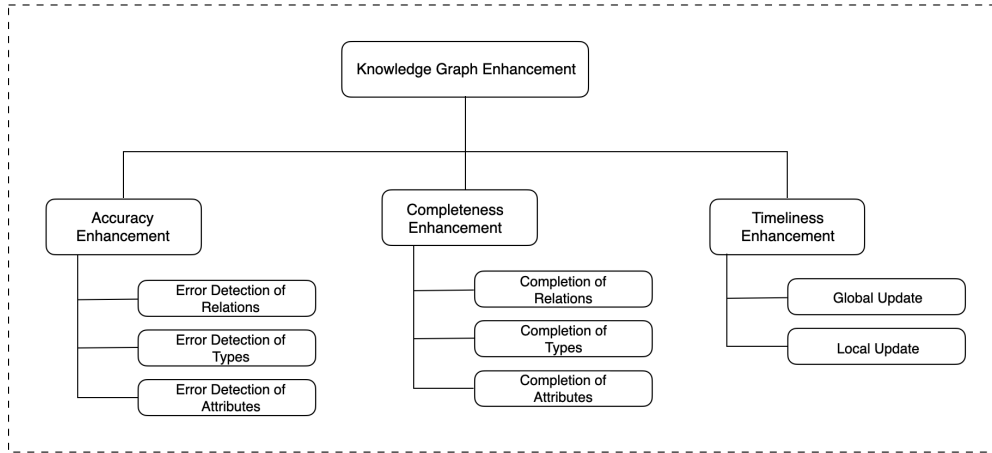 Knowledge Graph Enhancement
Accuracy
Enhancement
Error Detection of
Relations
Error Detection of
Types
Error Detection of
Attributes
Completeness
Enhancement
Completion of
Relations
Completion of
Types
Completion of
Attributes
Timeliness
Enhancement
Global Update
Local Update